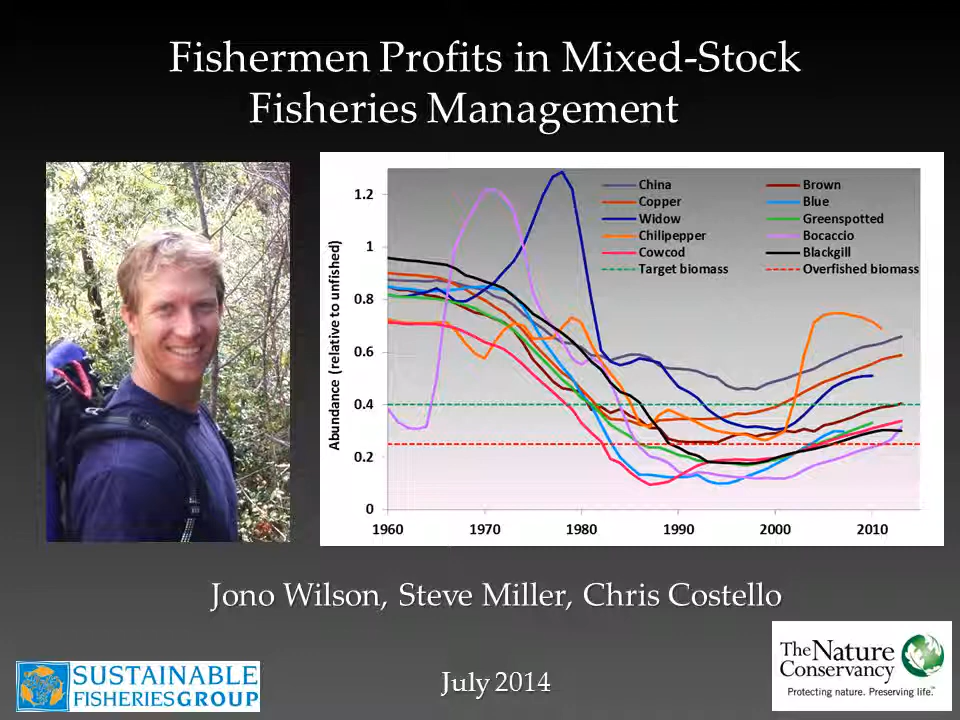 Fishermen Profits in Mixed-Stock
Fisheries Management
Abundance (relative to unfished)
1.2
1
0.8
0.6
0.4
0.2
0
1960 1970 1980 1990 2000 2010
China Brown
Copper Blue
Widow Greenspotted
Chilipepper Bocaccio
Cowcod Blackgill
Target biomass Overfished biomass
Jono Wilson, Steve Miller, Chris Costello
SUSTAINABLE
FISHERIESGROUP
July 2014
The Nature
Conservancy
Protecting nature. Preserving life.™